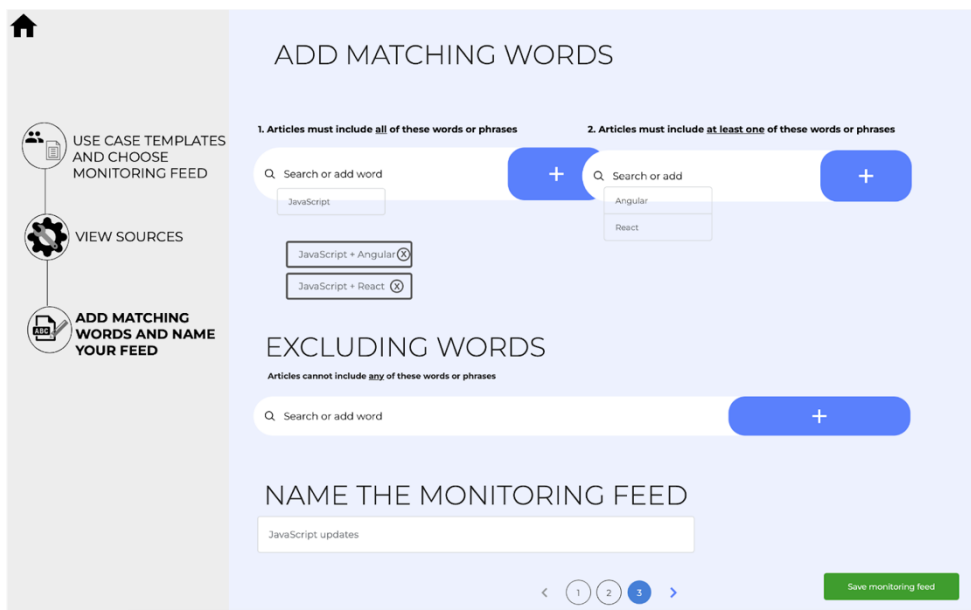 ADD MATCHING WORDS
USE CASE TEMPLATES
AND CHOOSE
MONITORING FEED
VIEW SOURCES
ABC
ADD MATCHING
WORDS AND NAME
YOUR FEED
1. Articles must include all of these words or phrases
Search or add word
+
JavaScript
JavaScript + Angular X
JavaScript + React X
2. Articles must include at least one of these words or phrases
Search or add
+
Angular
React
EXCLUDING WORDS
Articles cannot include any of these words or phrases
Search or add word
+
NAME THE MONITORING FEED
JavaScript updates
< 1 2 3 >
Save monitoring feed